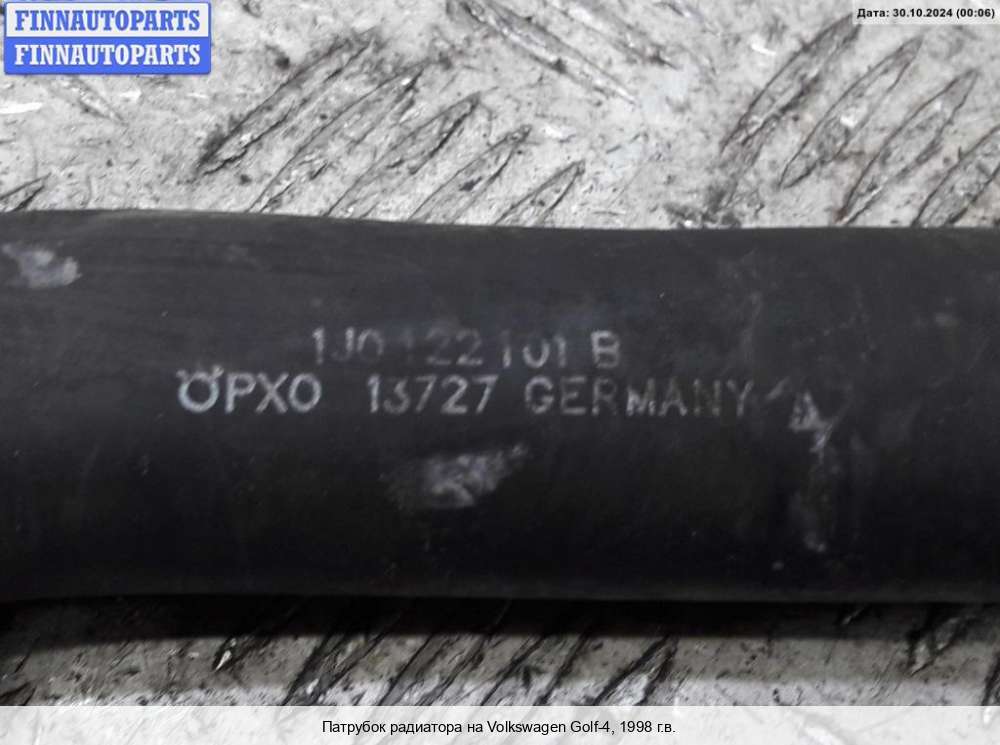 FINNAUTOPARTS
FINNAUTOPARTS
Дата: 30.10.2024 (00:06)
1J0 122 101 B
PXO 13727 GERMANY
Патрубок радиатора на Volkswagen Golf-4, 1998 г.в.